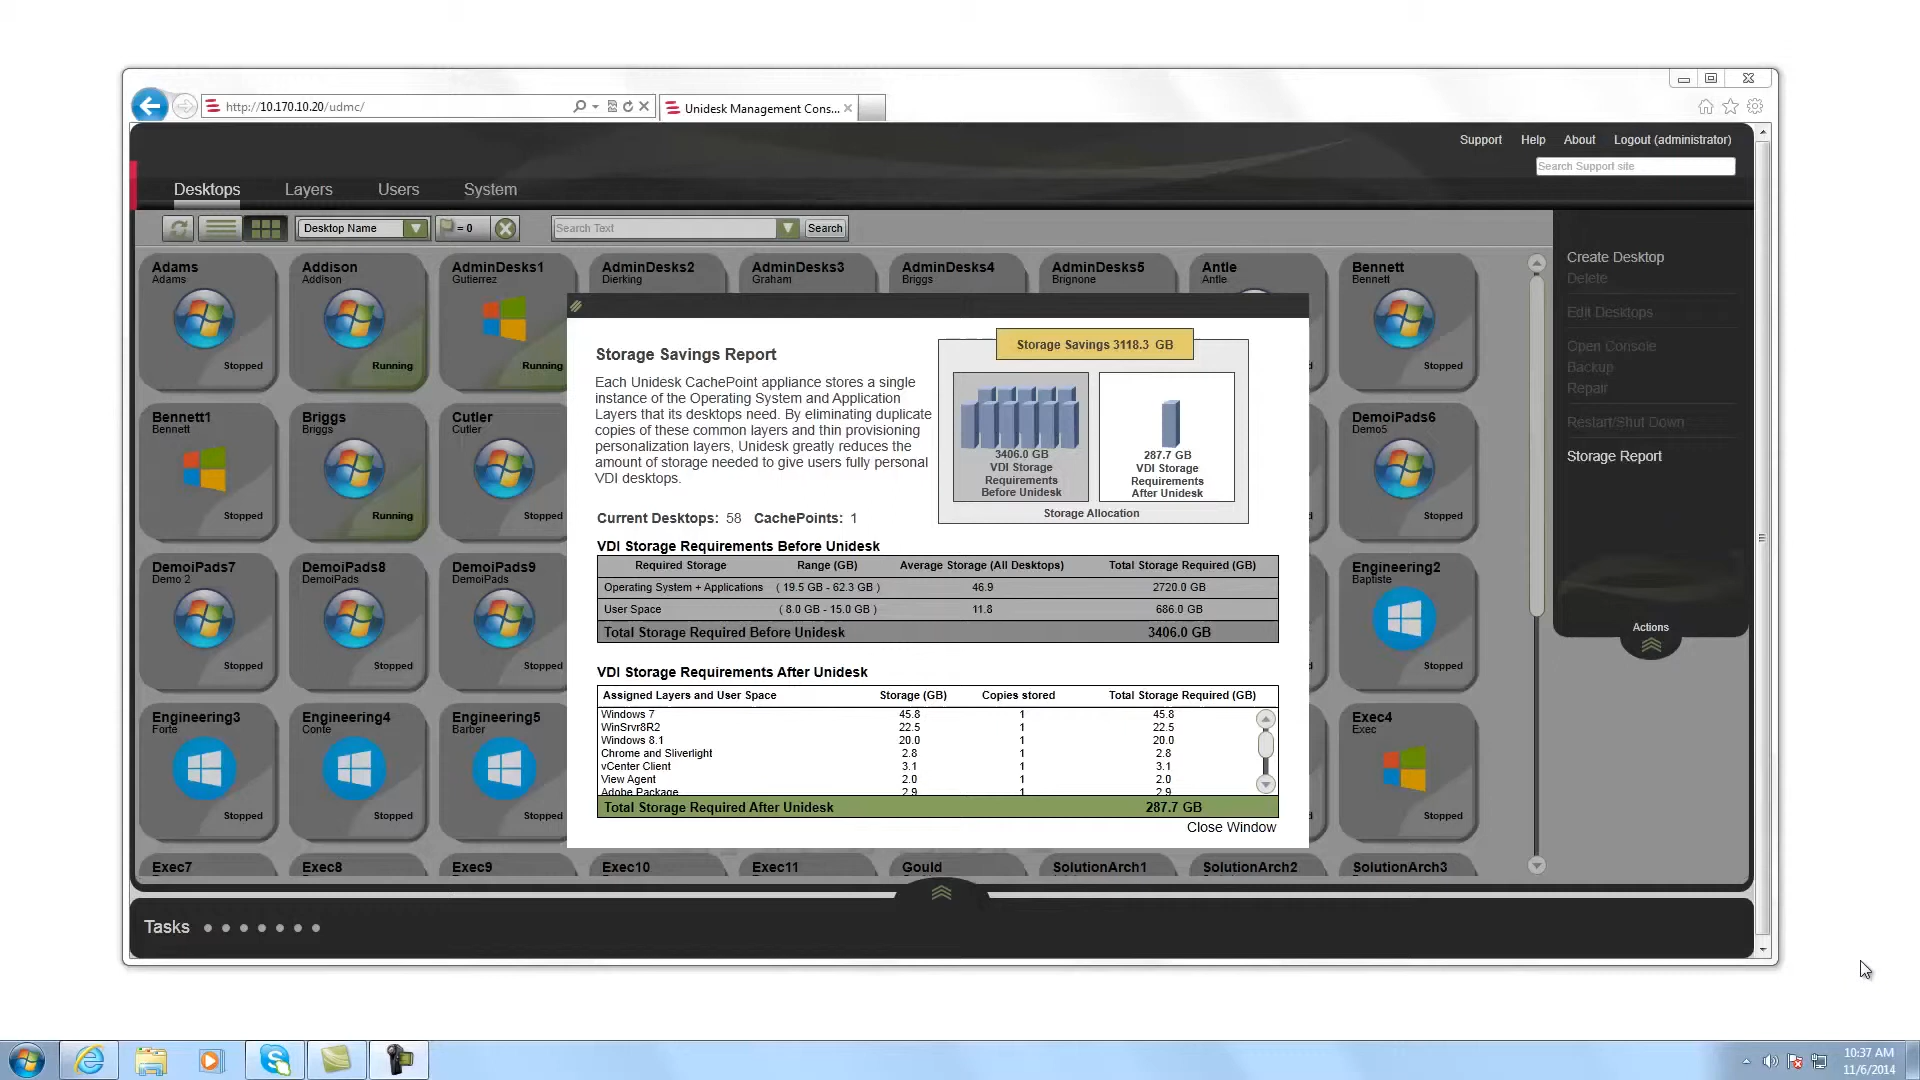 http://10.170.10.20/udmc/
Unidesk Management Cons...
Support Help About Logout (administrator)
Search Support site
Desktops Layers Users System
Desktop Name
= 0
Search Text
Search
Adams
Adams
Stopped
Addison
Addison
Running
AdminDesks1
Gutierrez
Running
AdminDesks2
Dierking
AdminDesks3
Graham
AdminDesks4
Briggs
AdminDesks5
Brignone
Antle
Antle
Bennett
Bennett
Stopped
Bennett1
Bennett
Stopped
Briggs
Briggs
Running
Cutler
Cutler
Stopped
DemoiPads6
Demo5
Stopped
DemoiPads7
Demo 2
Stopped
DemoiPads8
DemoiPads
Stopped
DemoiPads9
DemoiPads
Stopped
Engineering2
Baptiste
Stopped
Engineering3
Forte
Stopped
Engineering4
Conte
Stopped
Engineering5
Barber
Stopped
Exec4
Exec
Stopped
Exec7
Exec8
Exec9
Exec10
Exec11
Gould
SolutionArch1
SolutionArch2
SolutionArch3
Storage Savings Report
Each Unidesk CachePoint appliance stores a single
instance of the Operating System and Application
Layers that its desktops need. By eliminating duplicate
copies of these common layers and thin provisioning
personalization layers, Unidesk greatly reduces the
amount of storage needed to give users fully personal
VDI desktops.
Storage Savings 3118.3 GB
3406.0 GB
VDI Storage
Requirements
Before Unidesk
287.7 GB
VDI Storage
Requirements
After Unidesk
Storage Allocation
Current Desktops: 58 CachePoints: 1
VDI Storage Requirements Before Unidesk
Required Storage Range (GB) Average Storage (All Desktops) Total Storage Required (GB)
Operating System + Applications ( 19.5 GB - 62.3 GB ) 46.9 2720.0 GB
User Space ( 8.0 GB - 15.0 GB ) 11.8 686.0 GB
Total Storage Required Before Unidesk 3406.0 GB
VDI Storage Requirements After Unidesk
Assigned Layers and User Space Storage (GB) Copies stored Total Storage Required (GB)
Windows 7 45.8 1 45.8
WinSrvr8R2 22.5 1 22.5
Windows 8.1 20.0 1 20.0
Chrome and Sliverlight 2.8 1 2.8
vCenter Client 3.1 1 3.1
View Agent 2.0 1 2.0
Adobe Package 2.9 1 2.9
Total Storage Required After Unidesk 287.7 GB
Close Window
Create Desktop
Delete
Edit Desktops
Open Console
Backup
Repair
Restart/Shut Down
Storage Report
Actions
Tasks
10:37 AM
11/6/2014